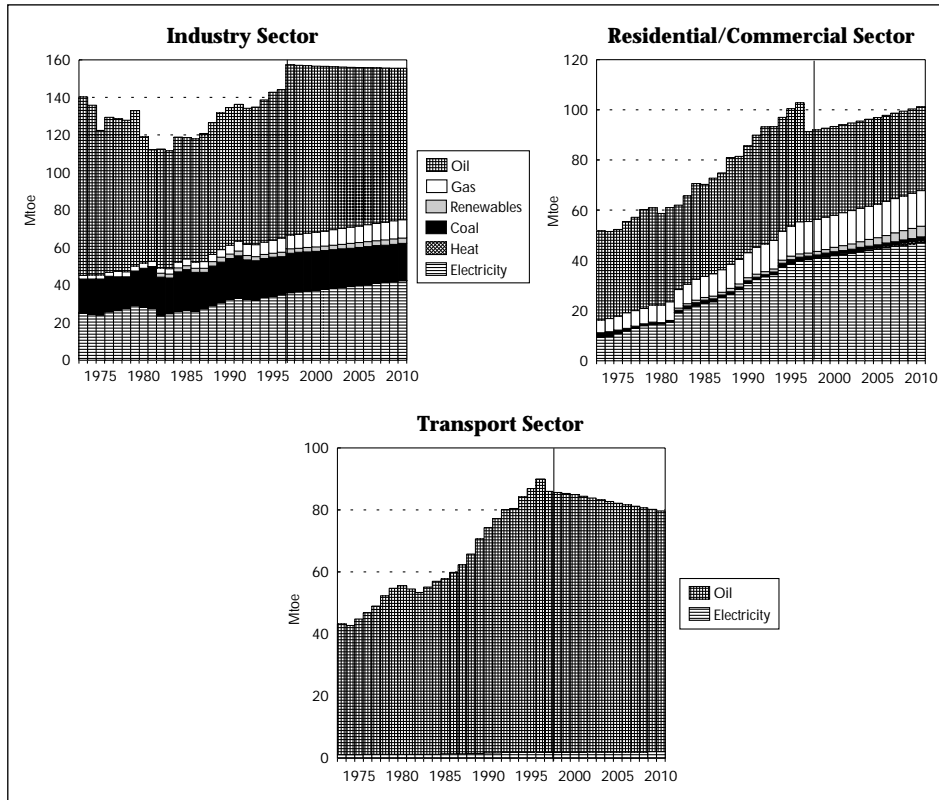 Industry Sector
160
140
120
100
80
60
40
20
0
Mtoe
1975 1980 1985 1990 1995 2000 2005 2010
Oil
Gas
Renewables
Coal
Heat
Electricity
Residential/Commercial Sector
120
100
80
60
40
20
0
Mtoe
1975 1980 1985 1990 1995 2000 2005 2010
Transport Sector
100
80
60
40
20
0
Mtoe
1975 1980 1985 1990 1995 2000 2005 2010
Oil
Electricity